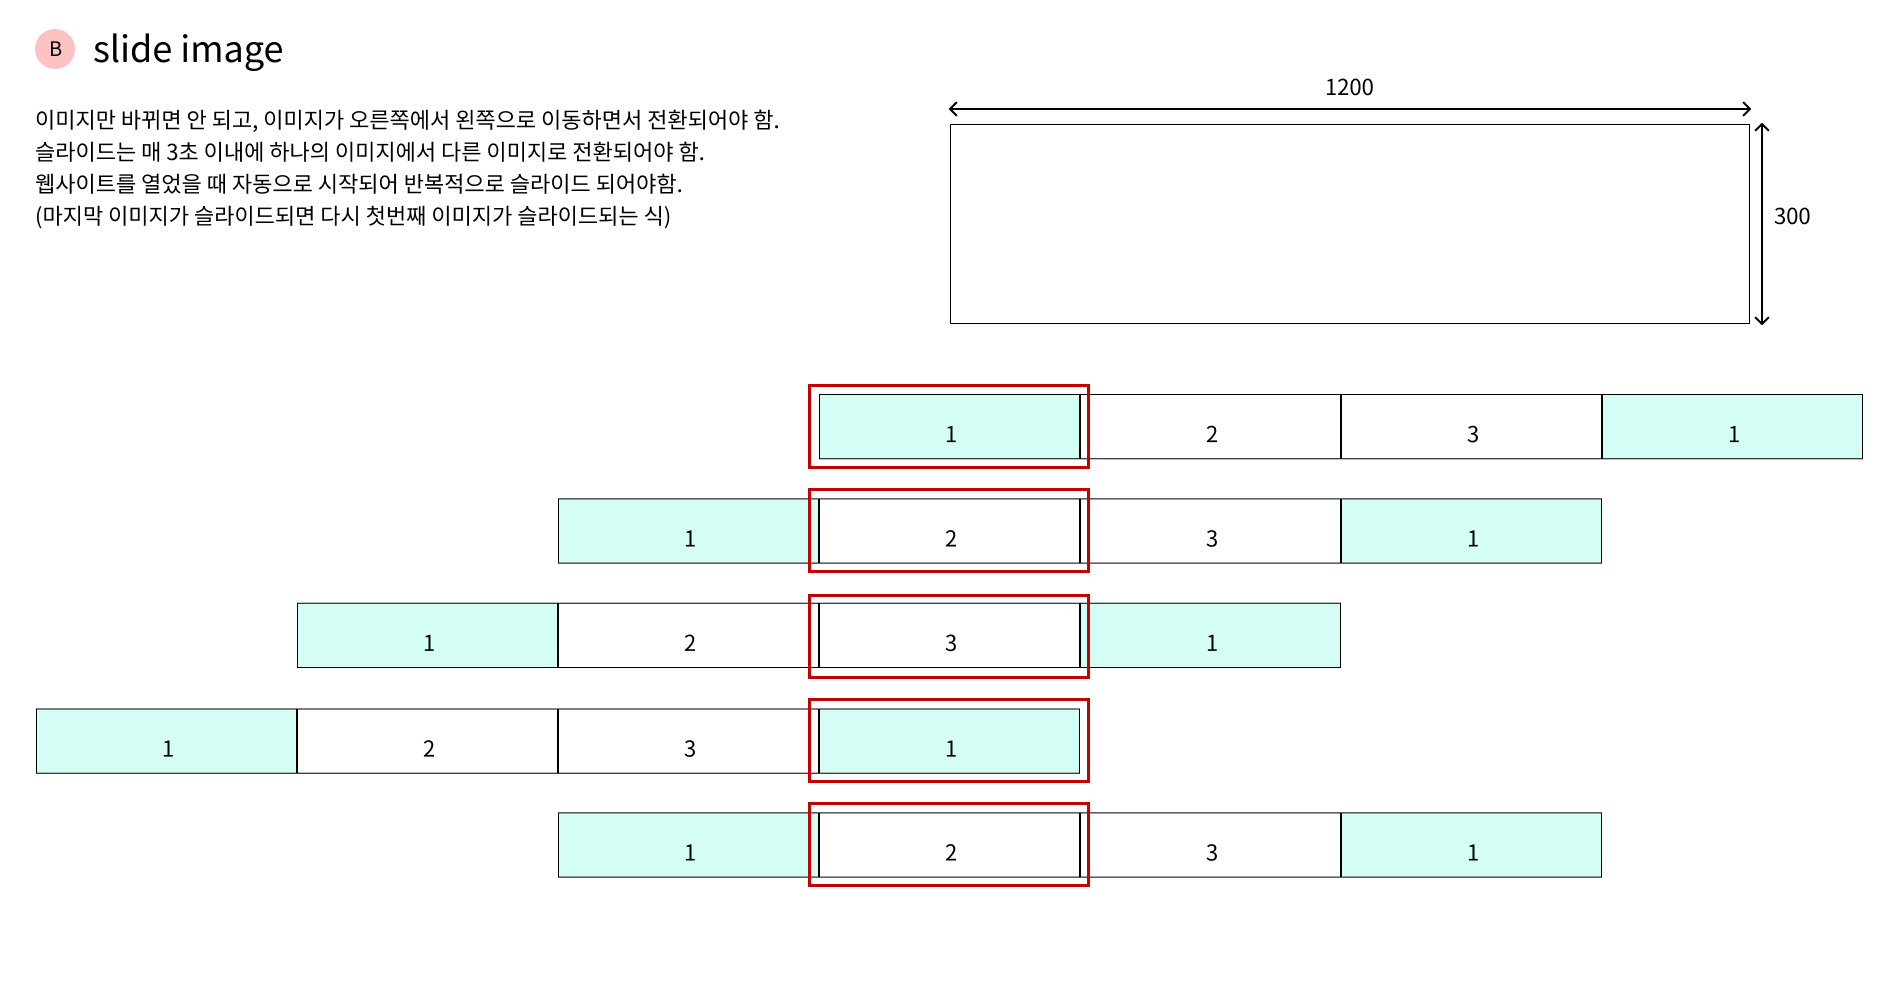 B slide image
이미지만 바뀌면 안 되고, 이미지가 오른쪽에서 왼쪽으로 이동하면서 전환되어야 함.
슬라이드는 매 3초 이내에 하나의 이미지에서 다른 이미지로 전환되어야 함.
웹사이트를 열었을 때 자동으로 시작되어 반복적으로 슬라이드 되어야함.
(마지막 이미지가 슬라이드되면 다시 첫번째 이미지가 슬라이드되는 식)
1200
300
1 2 3 1
1 2 3 1
1 2 3 1
1 2 3 1
1 2 3 1